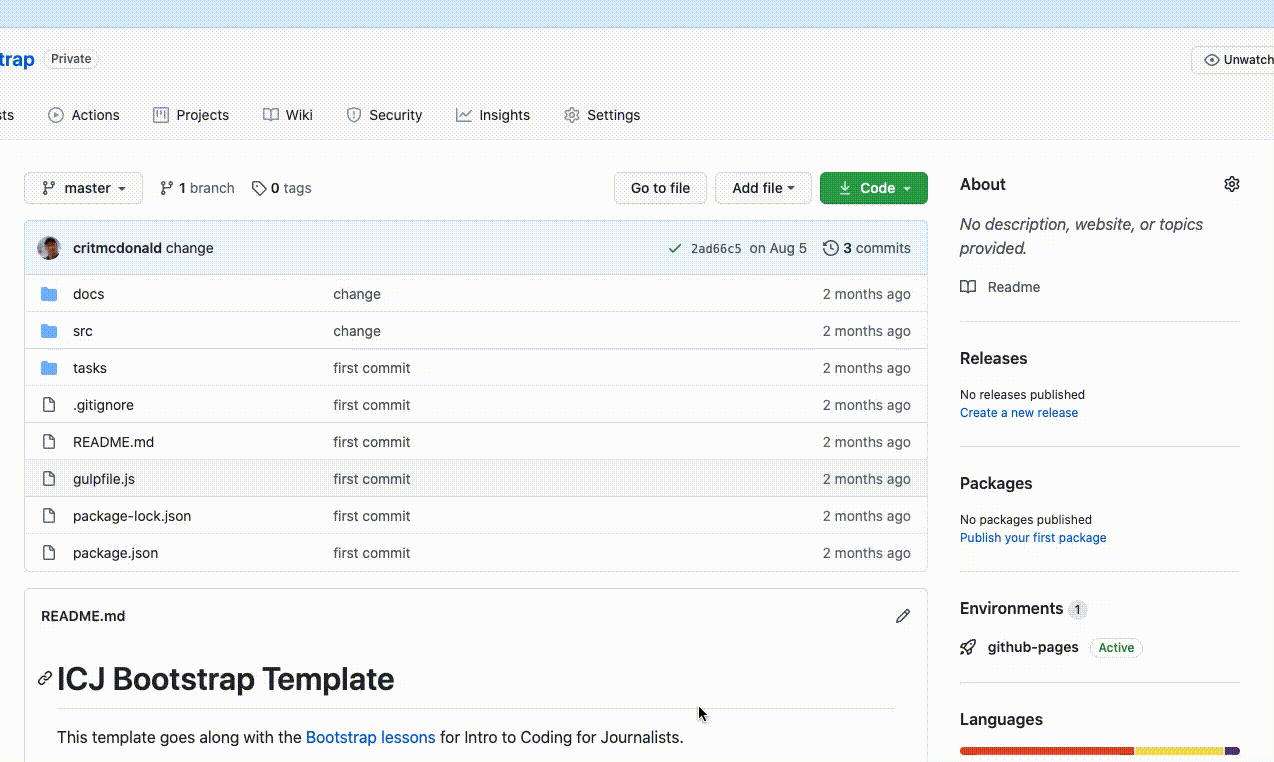 trap Private
Unwatch
sts Actions Projects Wiki Security Insights Settings
master 1 branch 0 tags Go to file Add file Code
critmcdonald change 2ad66c5 on Aug 5 3 commits
docs change 2 months ago
src change 2 months ago
tasks first commit 2 months ago
.gitignore first commit 2 months ago
README.md first commit 2 months ago
gulpfile.js first commit 2 months ago
package-lock.json first commit 2 months ago
package.json first commit 2 months ago
README.md
ICJ Bootstrap Template
This template goes along with the Bootstrap lessons for Intro to Coding for Journalists.
About
No description, website, or topics
provided.
Readme
Releases
No releases published
Create a new release
Packages
No packages published
Publish your first package
Environments 1
github-pages Active
Languages